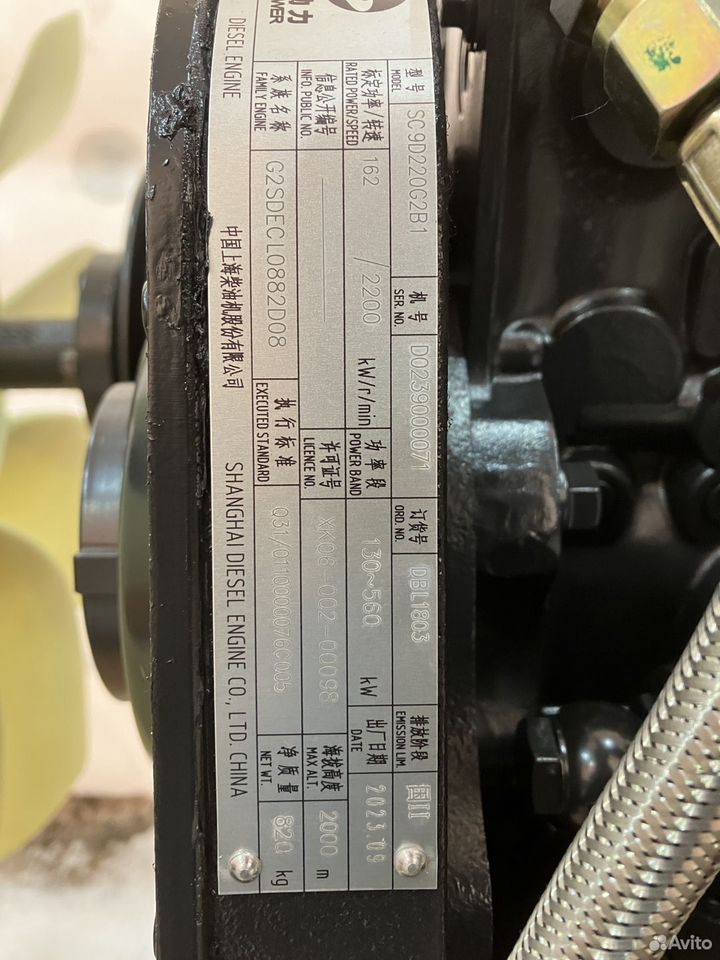 动力
POWER
DIESEL ENGINE
型号
MODEL
SC9D220G2B1
机号
SER. NO.
D0239000071
订货号
ORD. NO.
DBL1803
排放阶段
EMISSION LIM.
国II
标定功率/转速
RATED POWER/SPEED
162 /2200 kW/r/min
功率段
POWER BAND
130~560 kW
出厂日期
DATE
2023.09
信息公开编号
INFO. PUBLIC NO.
许可证号
LICENCE NO.
XK06-002-00098
海拔高度
MAX ALT.
2000 m
系族名称
FAMILY ENGINE
G2SDECL0882D08
执行标准
EXECUTED STANDARD
Q31/0110000076C005
净质量
NET WT.
820 kg
中国上海柴油机股份有限公司
SHANGHAI DIESEL ENGINE CO., LTD. CHINA
Avito